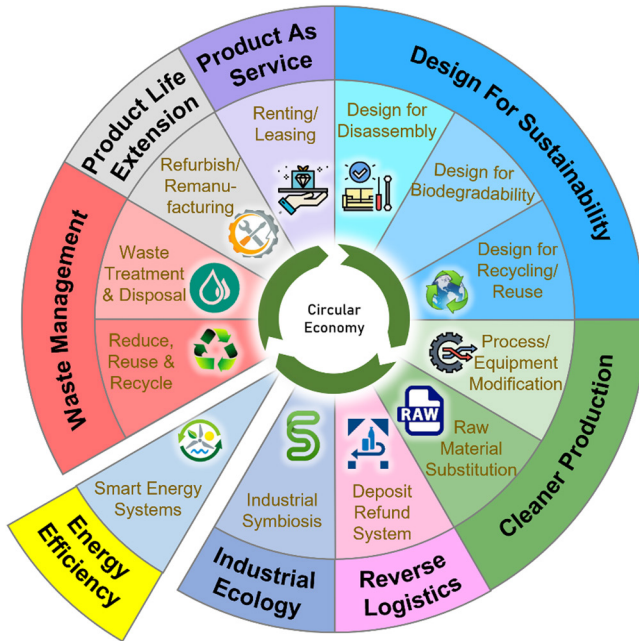 Product As
Service
Design For Sustainability
Product Life
Extension
Renting/
Leasing
Design for
Disassembly
Design for
Biodegradability
Refurbish/
Remanu-
facturing
Waste Management
Waste
Treatment
& Disposal
Design for
Recycling/
Reuse
Circular
Economy
Reduce,
Reuse &
Recycle
Process/
Equipment
Modification
Cleaner Production
RAW
Raw
Material
Substitution
Smart Energy
Systems
Industrial
Symbiosis
Deposit
Refund
System
Energy
Efficiency
Industrial
Ecology
Reverse
Logistics